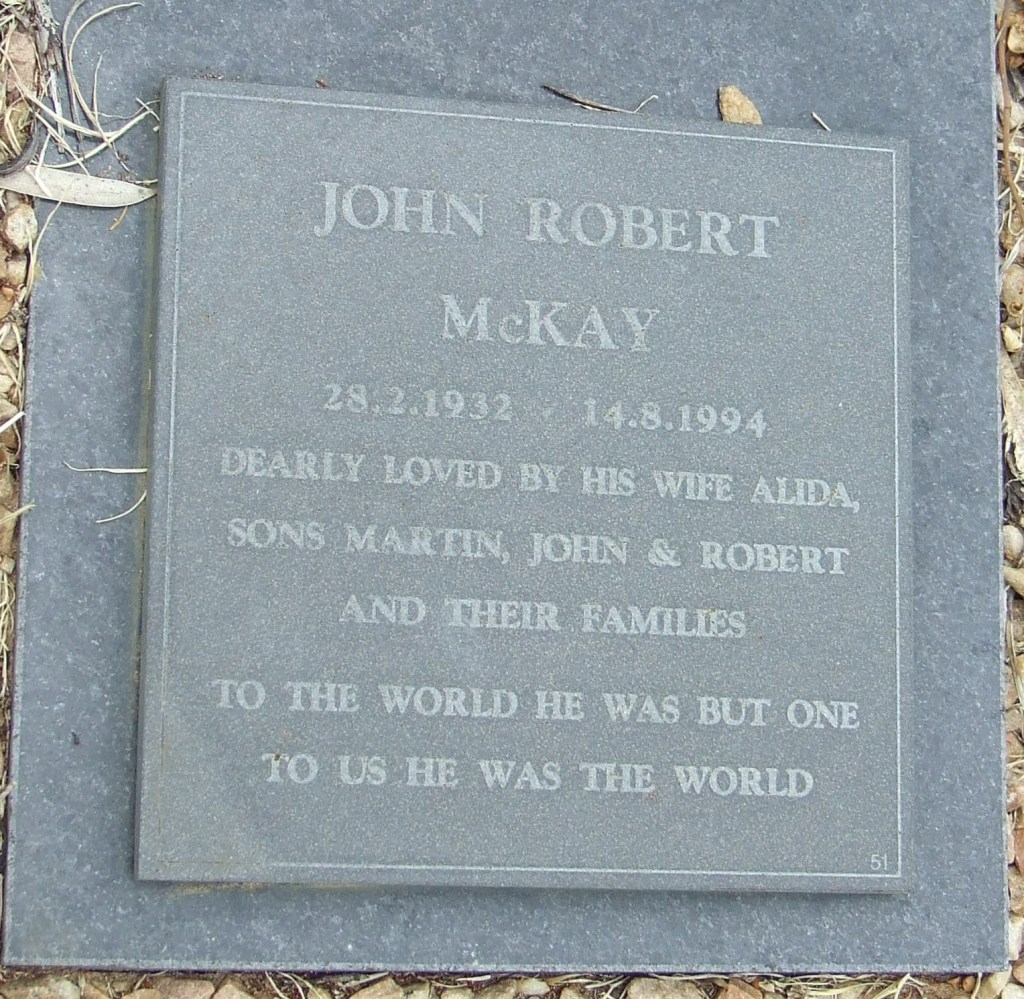 JOHN ROBERT
McKAY
28.2.1932 - 14.8.1994
DEARLY LOVED BY HIS WIFE ALIDA,
SONS MARTIN, JOHN & ROBERT
AND THEIR FAMILIES
TO THE WORLD HE WAS BUT ONE
TO US HE WAS THE WORLD
51